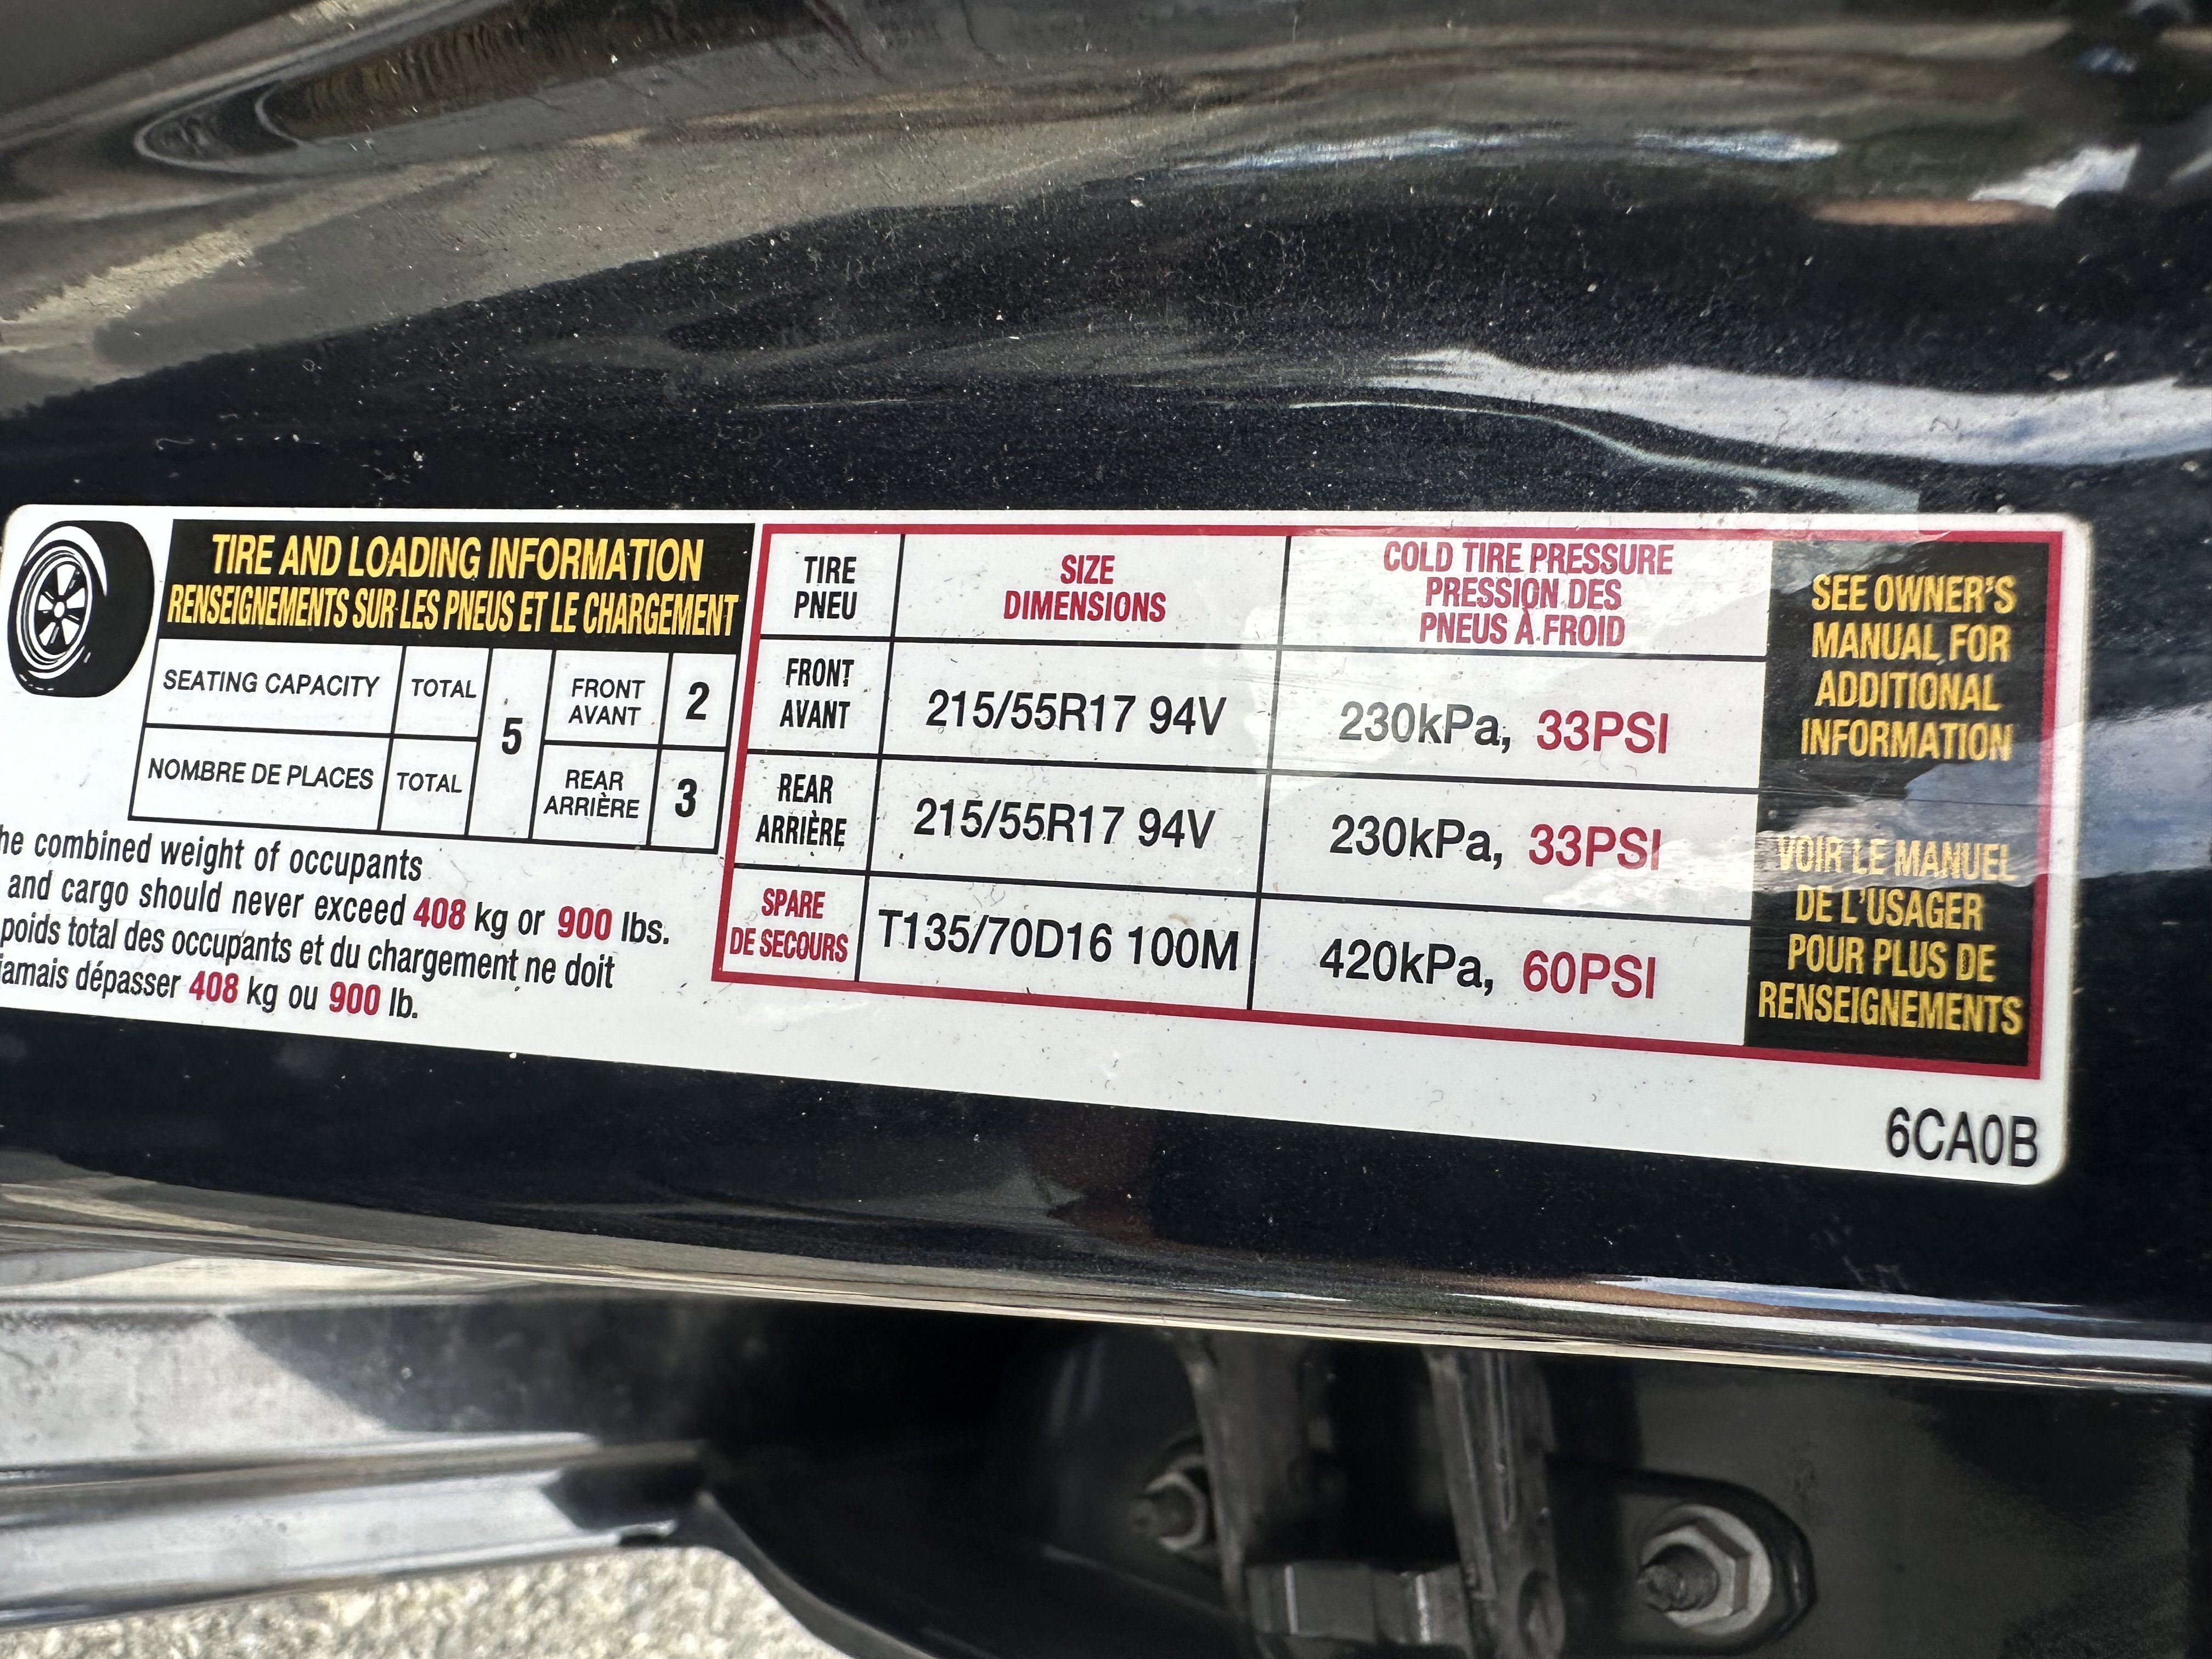 TIRE AND LOADING INFORMATION
RENSEIGNEMENTS SUR LES PNEUS ET LE CHARGEMENT
SEATING CAPACITY TOTAL 5 FRONT AVANT 2
NOMBRE DE PLACES TOTAL REAR ARRIÈRE 3
combined weight of occupants
and cargo should never exceed 408 kg or 900 lbs.
poids total des occupants et du chargement ne doit
jamais dépasser 408 kg ou 900 lb.
TIRE PNEU
SIZE DIMENSIONS
COLD TIRE PRESSURE
PRESSION DES
PNEUS À FROID
FRONT AVANT 215/55R17 94V 230kPa, 33PSI
REAR ARRIÈRE 215/55R17 94V 230kPa, 33PSI
SPARE DE SECOURS T135/70D16 100M 420kPa, 60PSI
SEE OWNER'S
MANUAL FOR
ADDITIONAL
INFORMATION
VOIR LE MANUEL
DE L'USAGER
POUR PLUS DE
RENSEIGNEMENTS
6CA0B